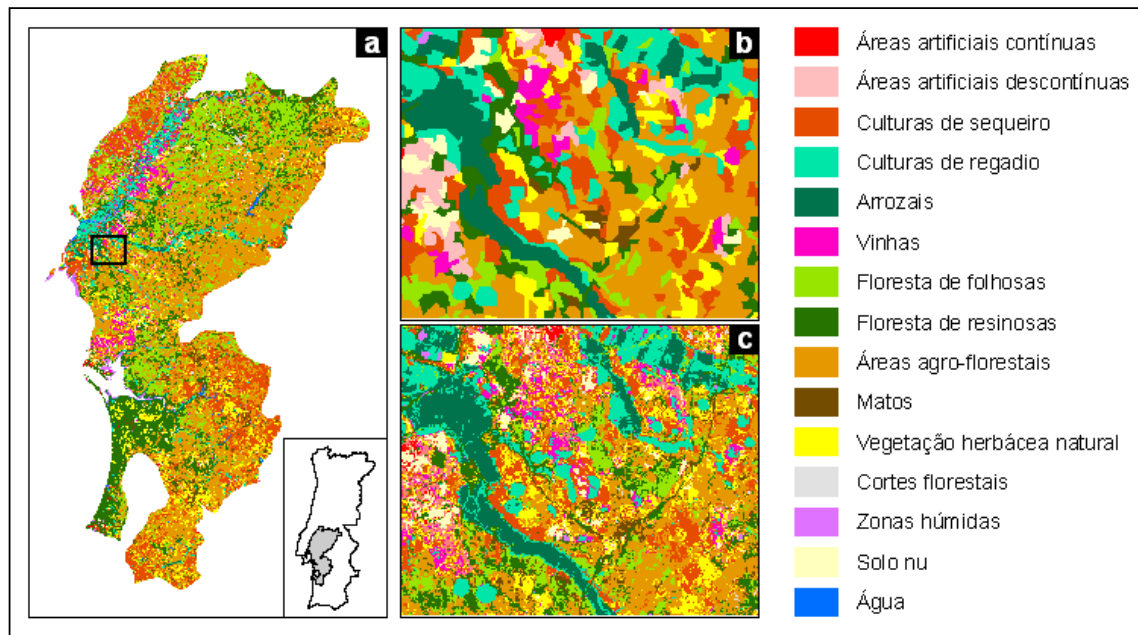 a
b
c
Áreas artificiais contínuas
Áreas artificiais descontínuas
Culturas de sequeiro
Culturas de regadio
Arrozais
Vinhas
Floresta de folhosas
Floresta de resinosas
Áreas agro-florestais
Matos
Vegetação herbácea natural
Cortes florestais
Zonas húmidas
Solo nu
Água